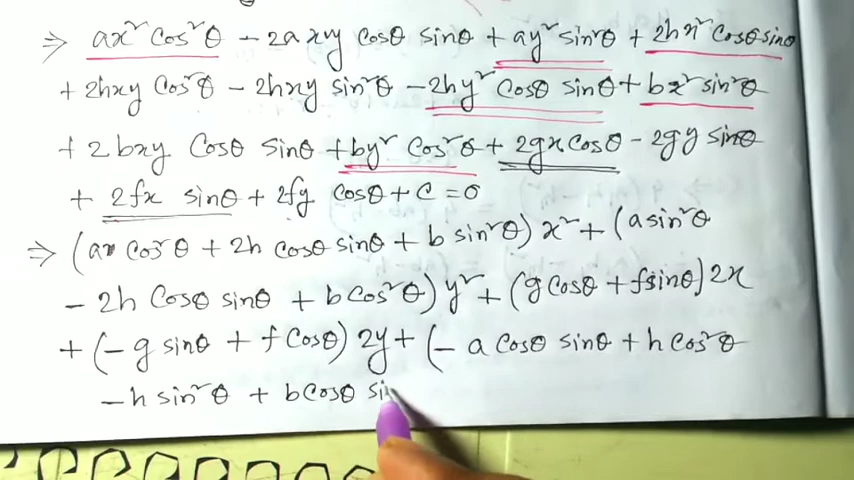 ⇒ ax² cos²θ - 2axy cosθ sinθ + ay² sin²θ + 2hx² cosθ sinθ
+ 2hxy cos²θ - 2hxy sin²θ - 2hy² cosθ sinθ + bx² sin²θ
+ 2bxy cosθ sinθ + by² cos²θ + 2gx cosθ - 2gy sinθ
+ 2fx sinθ + 2fy cosθ + c = 0
⇒ (a cos²θ + 2h cosθ sinθ + b sin²θ) x² + (a sin²θ
- 2h cosθ sinθ + b cos²θ) y² + (g cosθ + f sinθ) 2x
+ (- g sinθ + f cosθ) 2y + (- a cosθ sinθ + h cos²θ
- h sin²θ + b cosθ si